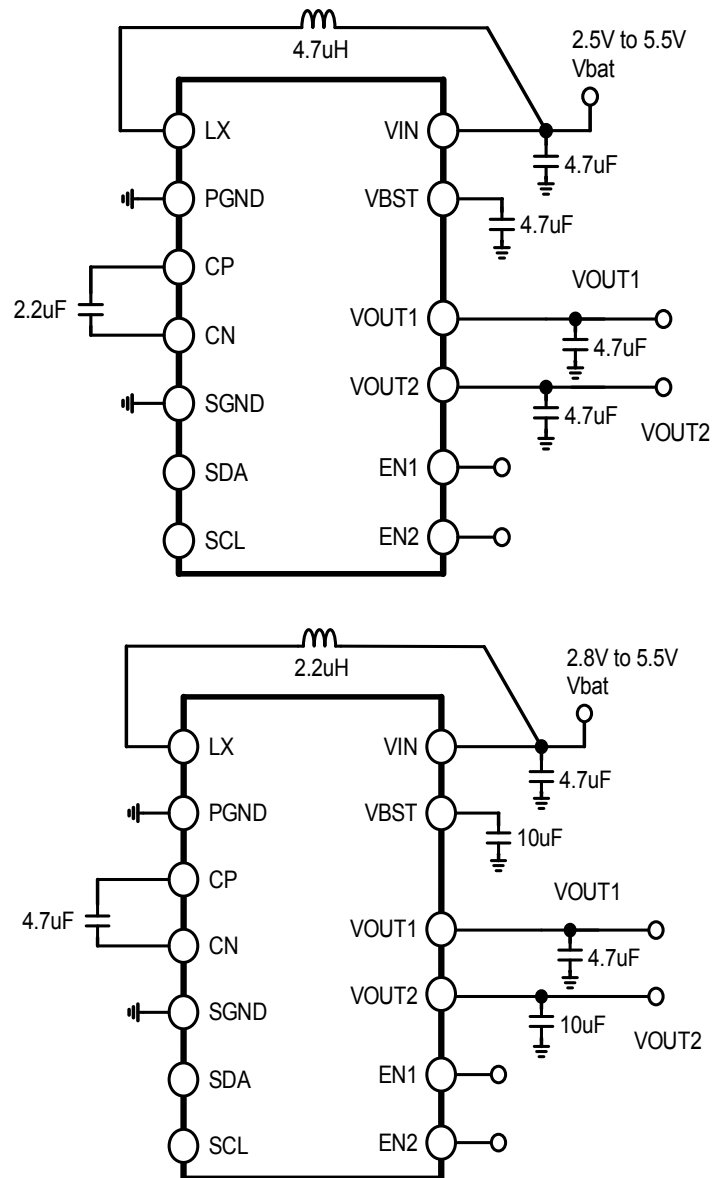 4.7uH
2.5V to 5.5V
Vbat
LX
VIN
4.7uF
PGND
VBST
4.7uF
CP
2.2uF
VOUT1
CN
VOUT1
4.7uF
SGND
VOUT2
4.7uF
VOUT2
SDA
EN1
SCL
EN2
2.2uH
2.8V to 5.5V
Vbat
LX
VIN
4.7uF
PGND
VBST
10uF
CP
VOUT1
4.7uF
CN
VOUT1
4.7uF
SGND
VOUT2
10uF
VOUT2
SDA
EN1
SCL
EN2